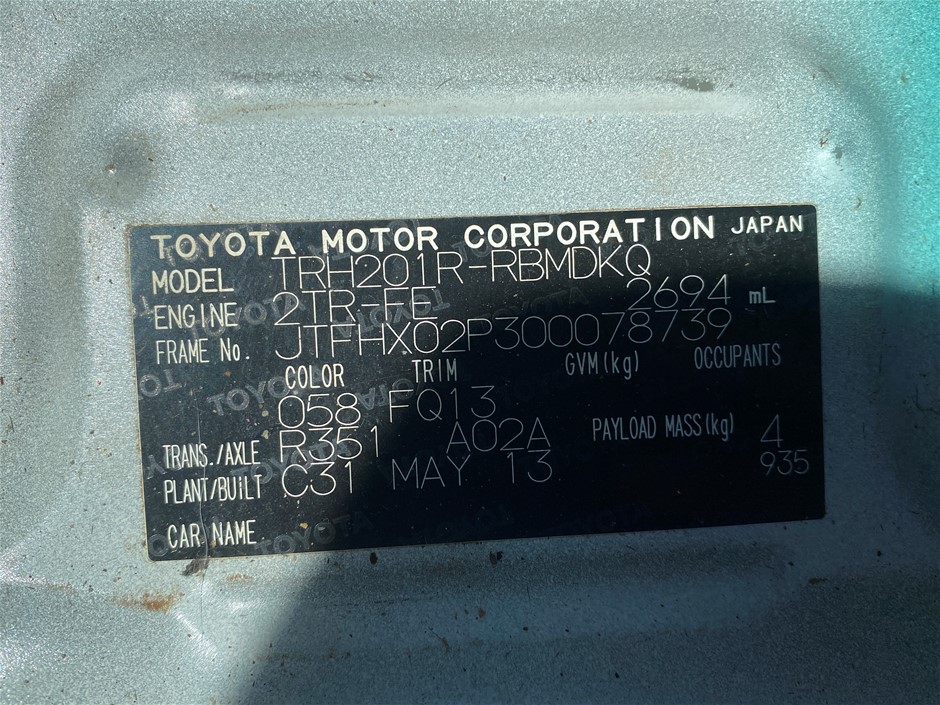 TOYOTA MOTOR CORPORATION JAPAN
MODEL TRH201R-RBMDKQ
ENGINE 2TR-FE 2694 mL
FRAME No. JTFHX02P300078739
COLOR TRIM GVM(kg) OCCUPANTS
058 FQ13
TRANS./AXLE R351 A02A PAYLOAD MASS(kg) 4
PLANT/BUILT C31 MAY 13 935
CAR NAME